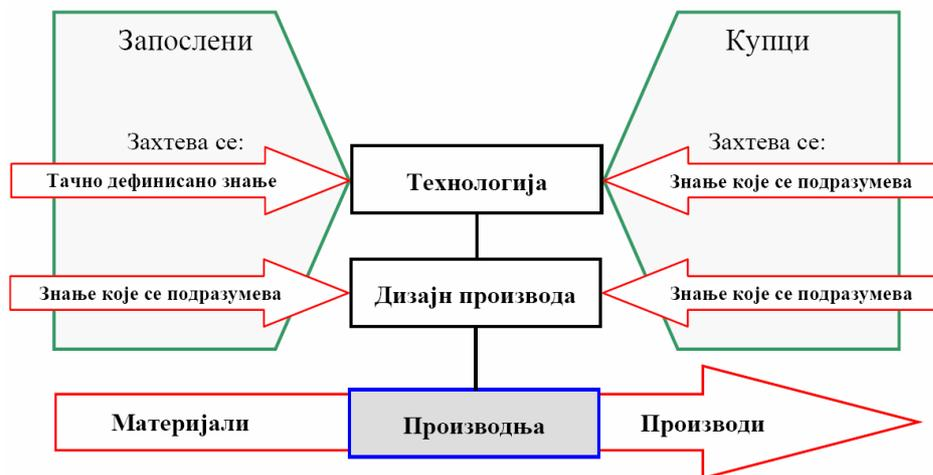 Запослени
Купци
Захтева се:
Захтева се:
Тачно дефинисано знање
Технологија
Знање које се подразумева
Знање које се подразумева
Дизајн производа
Знање које се подразумева
Материјали
Производња
Производи